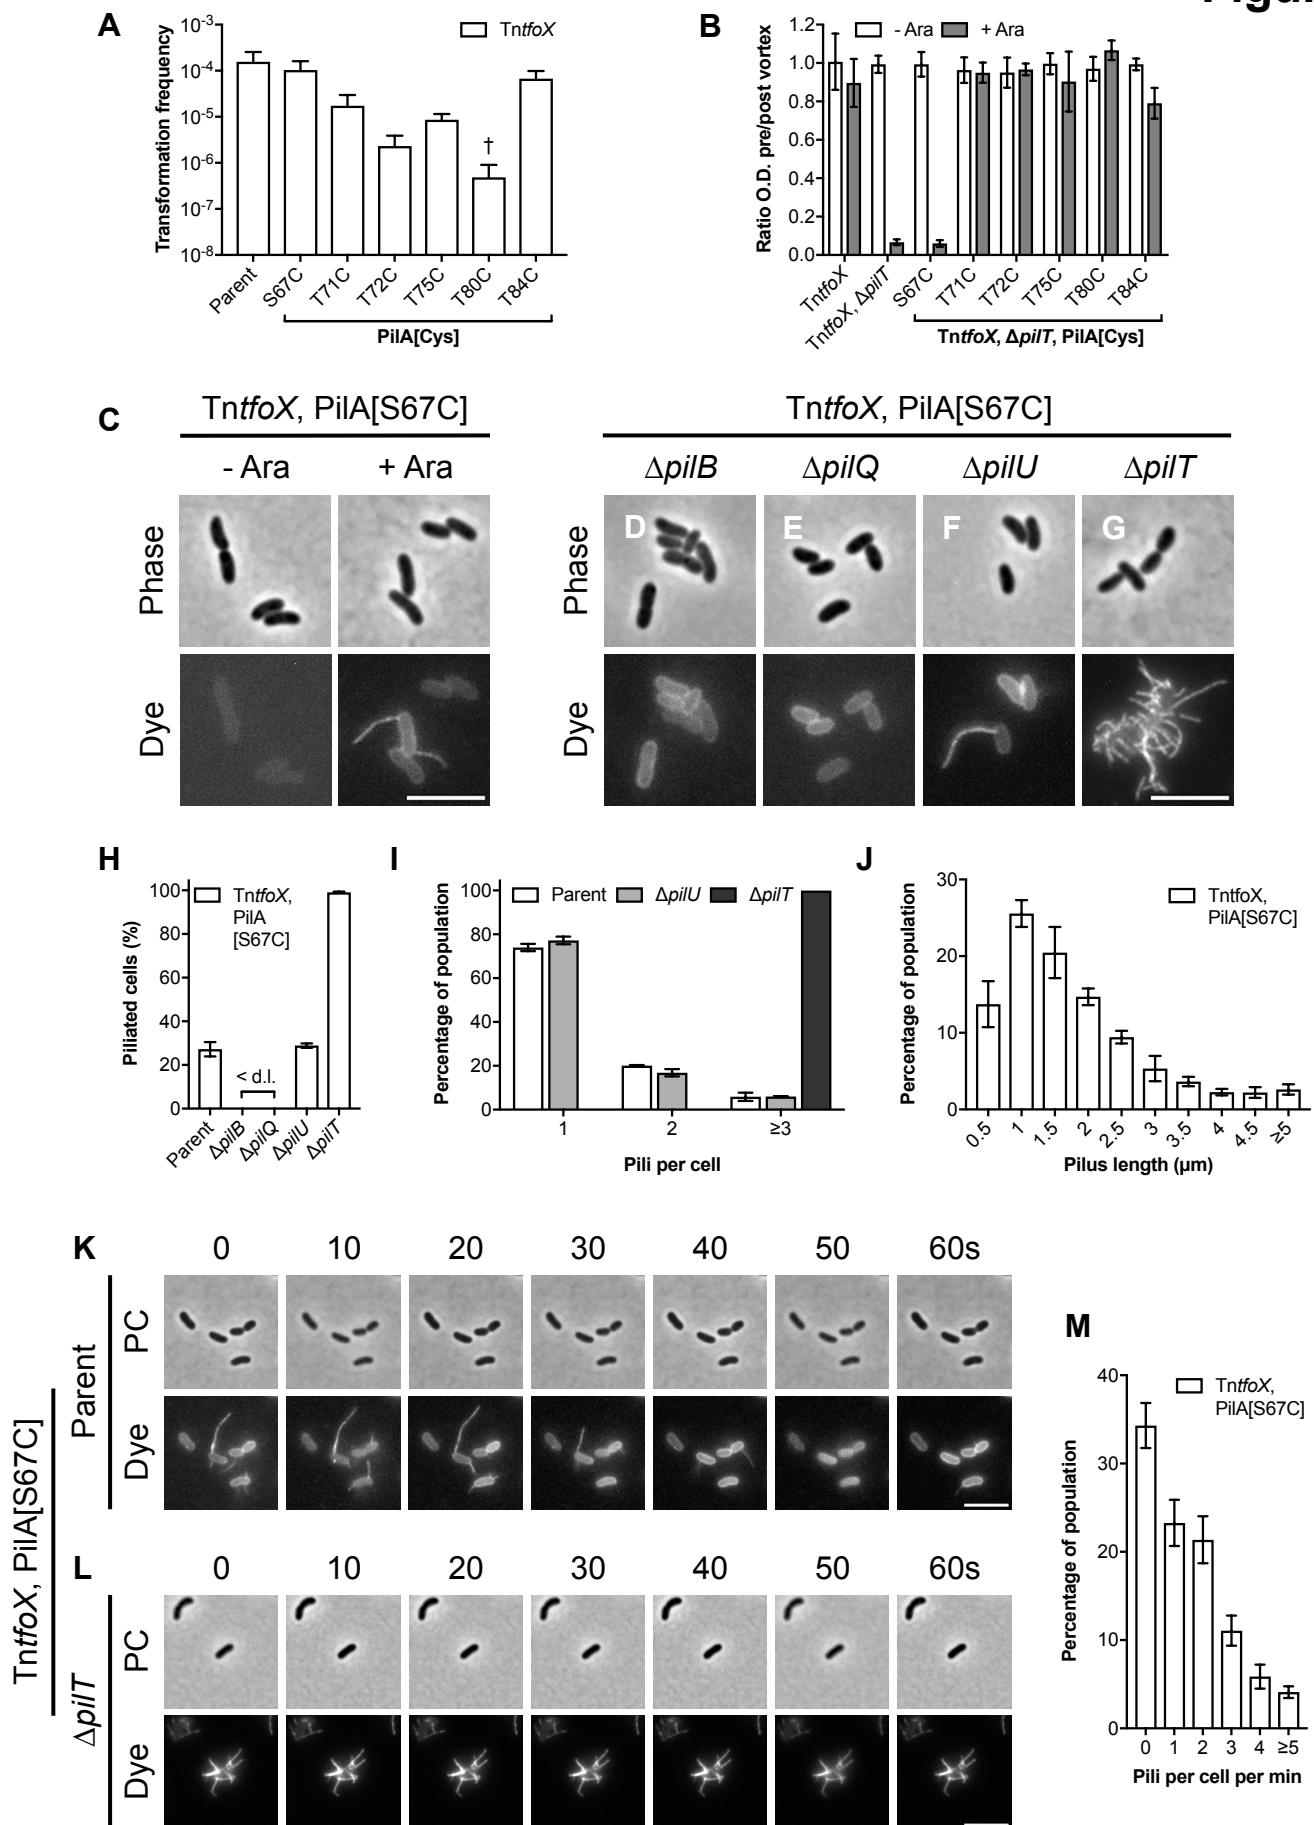 Figu
A
Transformation frequency
10-3
10-4
10-5
10-6
10-7
10-8
TntfoX
†
Parent
S67C
T71C
T72C
T75C
T80C
T84C
PilA[Cys]
B
Ratio O.D. pre/post vortex
1.2
1.0
0.8
0.6
0.4
0.2
0.0
- Ara
+ Ara
TntfoX
TntfoX, ΔpilT
S67C
T71C
T72C
T75C
T80C
T84C
TntfoX, ΔpilT, PilA[Cys]
C
TntfoX, PilA[S67C]
TntfoX, PilA[S67C]
- Ara
+ Ara
ΔpilB
ΔpilQ
ΔpilU
ΔpilT
Phase
Phase
D
E
F
G
Dye
Dye
H
Piliated cells (%)
100
80
60
40
20
0
TntfoX,
PilA
[S67C]
< d.l.
Parent
ΔpilB
ΔpilQ
ΔpilU
ΔpilT
I
Percentage of population
100
80
60
40
20
0
Parent
ΔpilU
ΔpilT
1
2
≥3
Pili per cell
J
Percentage of population
30
20
10
0
TntfoX,
PilA[S67C]
0.5
1
1.5
2
2.5
3
3.5
4
4.5
≥5
Pilus length (µm)
TntfoX, PilA[S67C]
K
0
10
20
30
40
50
60s
Parent
PC
Dye
L
0
10
20
30
40
50
60s
ΔpilT
PC
Dye
M
Percentage of population
40
30
20
10
0
TntfoX,
PilA[S67C]
0
1
2
3
4
≥5
Pili per cell per min